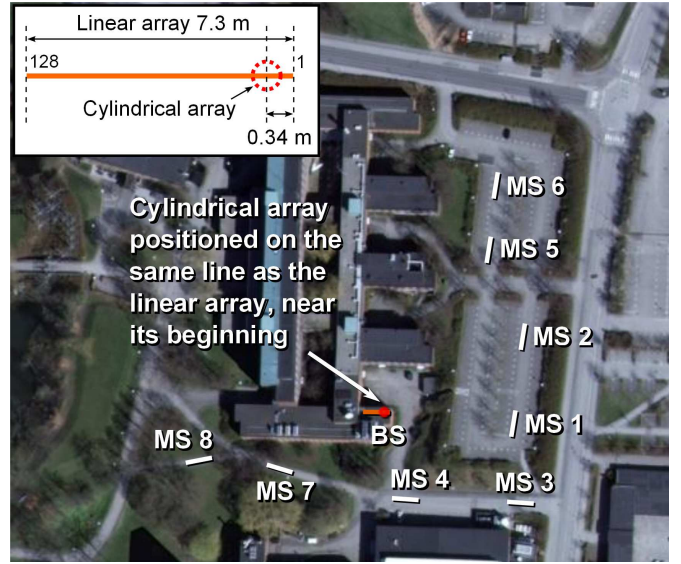 Linear array 7.3 m
128
1
Cylindrical array
0.34 m
Cylindrical array
positioned on the
same line as the
linear array, near
its beginning
MS 6
MS 5
MS 2
BS
MS 1
MS 8
MS 7
MS 4
MS 3